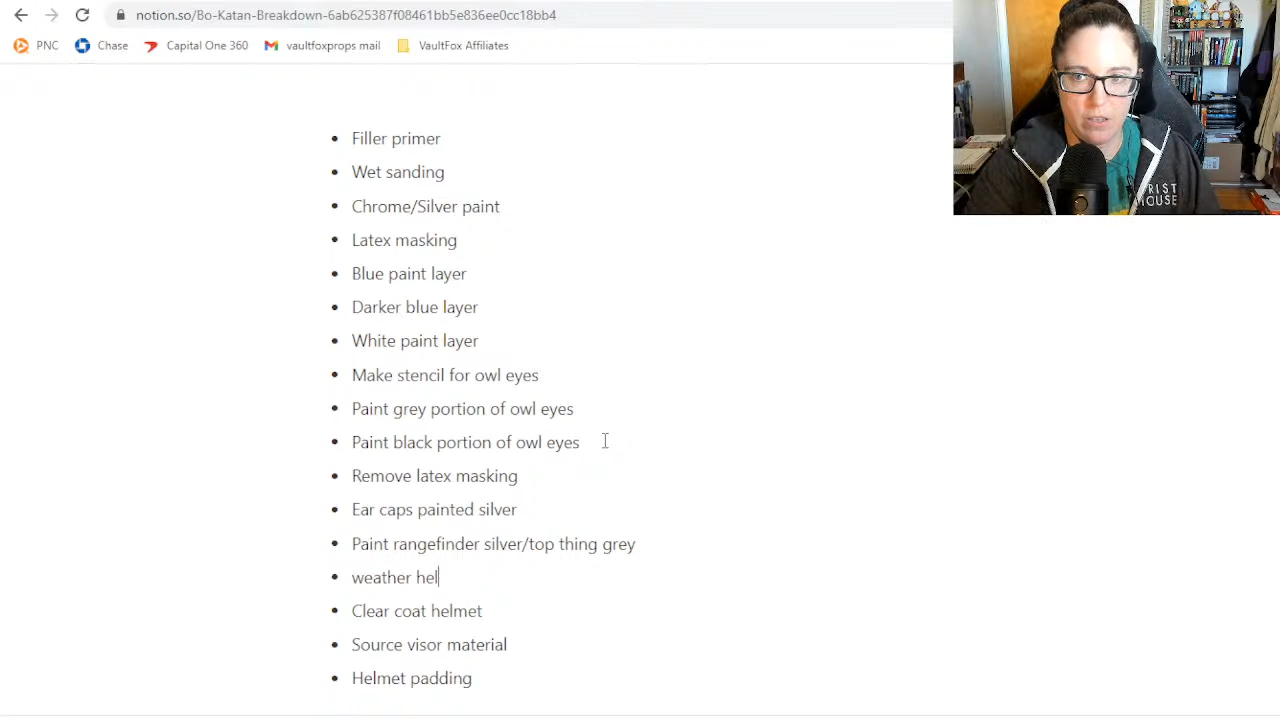 notion.so/Bo-Katan-Breakdown-6ab625387f08461bb5e836ee0cc18bb4
PNC Chase Capital One 360 vaultfoxprops mail VaultFox Affiliates
Filler primer
Wet sanding
Chrome/Silver paint
Latex masking
Blue paint layer
Darker blue layer
White paint layer
Make stencil for owl eyes
Paint grey portion of owl eyes
Paint black portion of owl eyes
Remove latex masking
Ear caps painted silver
Paint rangefinder silver/top thing grey
weather hel
Clear coat helmet
Source visor material
Helmet padding